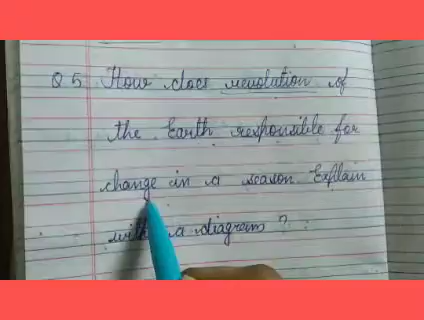 Q 5 How does revolution of
the Earth responsible for
change in a season. Explain
with a diagram ?